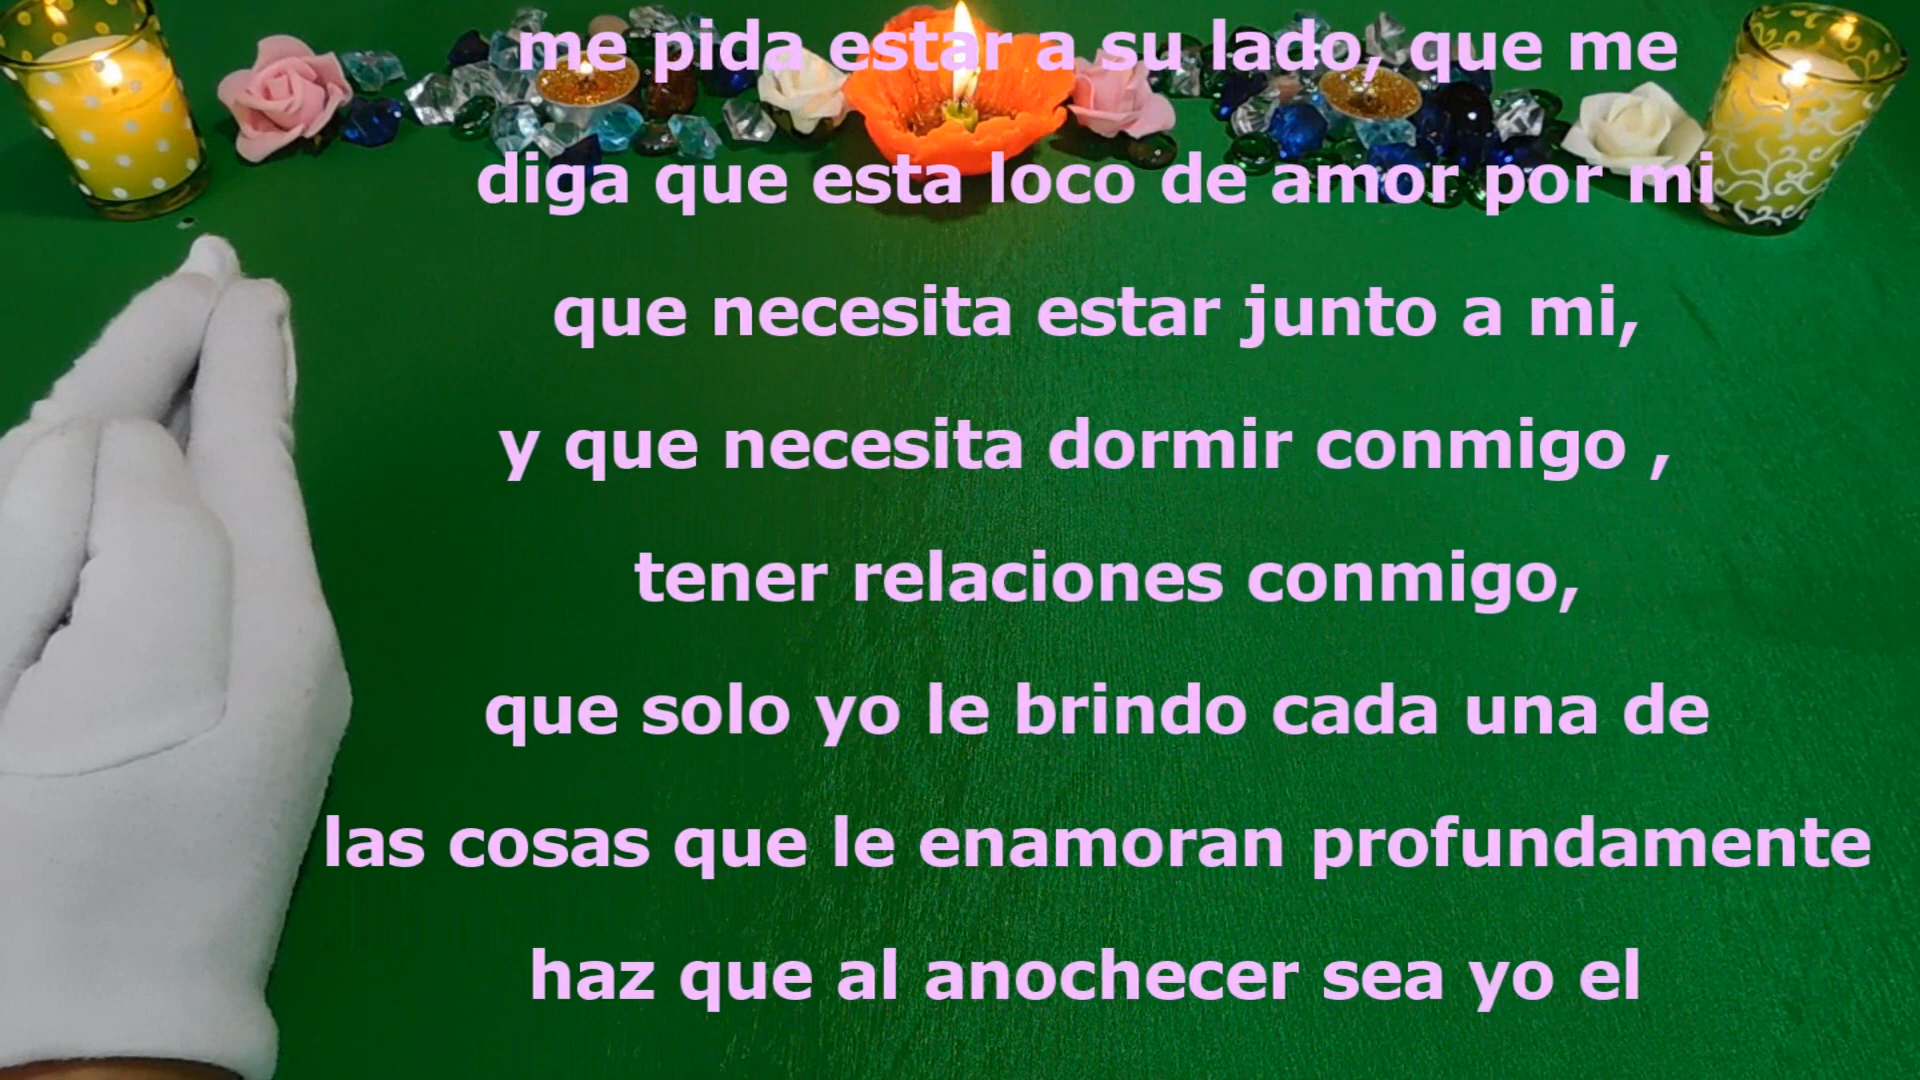 me pida estar a su lado, que me
diga que esta loco de amor por mi
que necesita estar junto a mi,
y que necesita dormir conmigo ,
tener relaciones conmigo,
que solo yo le brindo cada una de
las cosas que le enamoran profundamente
haz que al anochecer sea yo el